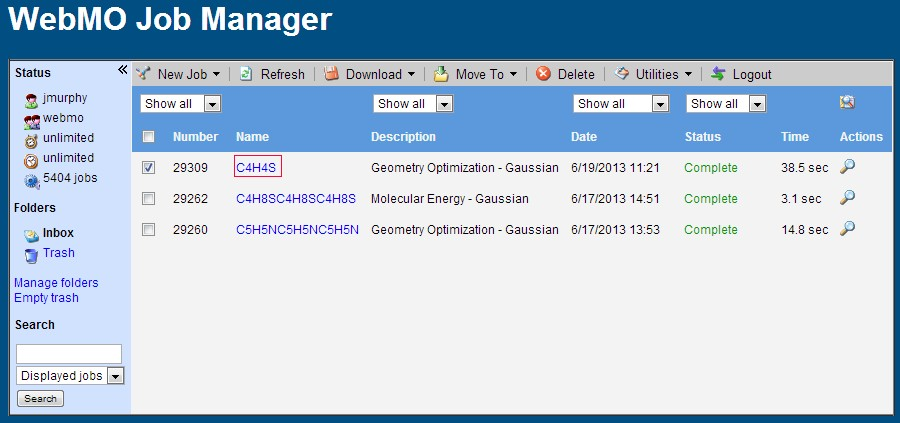 WebMO Job Manager
Status
jmurphy
webmo
unlimited
unlimited
5404 jobs
Folders
Inbox
Trash
Manage folders
Empty trash
Search
Displayed jobs
Search
New Job Refresh Download Move To Delete Utilities Logout
Show all Show all Show all Show all
Number Name Description Date Status Time Actions
29309 C4H4S Geometry Optimization - Gaussian 6/19/2013 11:21 Complete 38.5 sec
29262 C4H8SC4H8SC4H8S Molecular Energy - Gaussian 6/17/2013 14:51 Complete 3.1 sec
29260 C5H5NC5H5NC5H5N Geometry Optimization - Gaussian 6/17/2013 13:53 Complete 14.8 sec